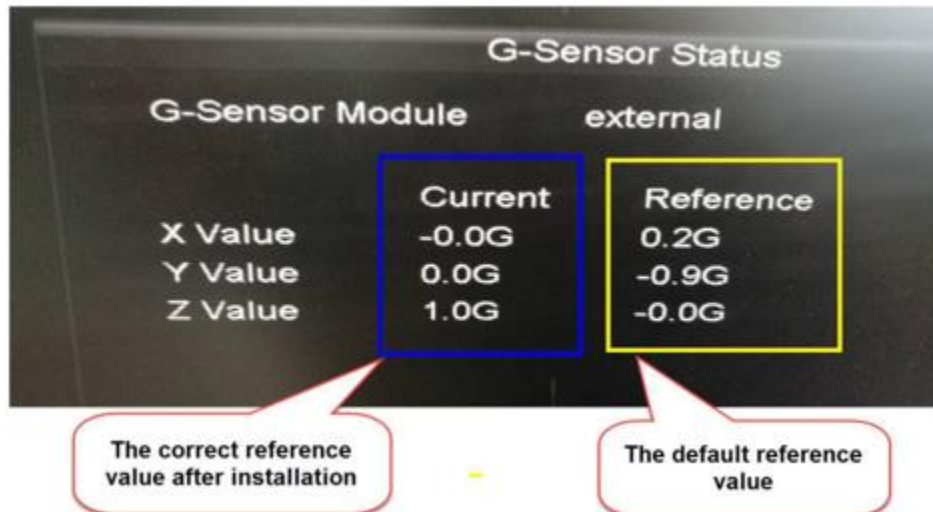 G-Sensor Status
G-Sensor Module external
Current Reference
X Value -0.0G 0.2G
Y Value 0.0G -0.9G
Z Value 1.0G -0.0G
The correct reference
value after installation
The default reference
value